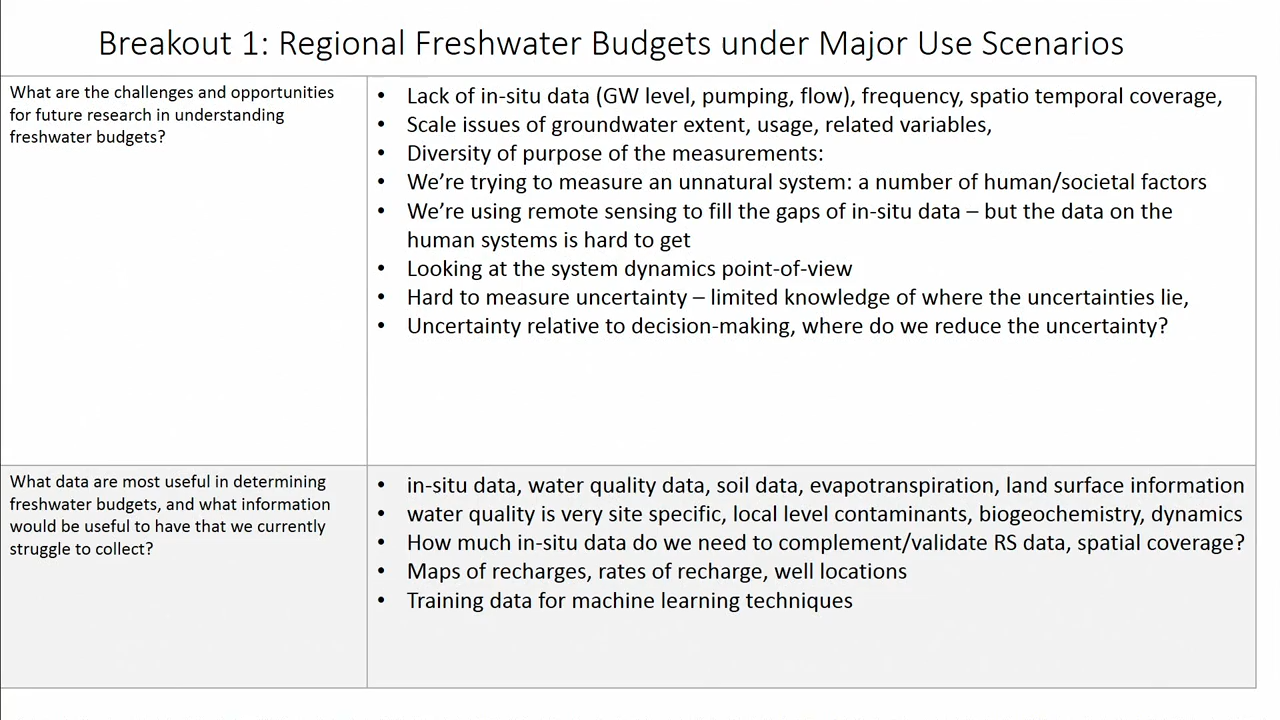 Breakout 1: Regional Freshwater Budgets under Major Use Scenarios
What are the challenges and opportunities
for future research in understanding
freshwater budgets?
• Lack of in-situ data (GW level, pumping, flow), frequency, spatio temporal coverage,
• Scale issues of groundwater extent, usage, related variables,
• Diversity of purpose of the measurements:
• We’re trying to measure an unnatural system: a number of human/societal factors
• We’re using remote sensing to fill the gaps of in-situ data – but the data on the
human systems is hard to get
• Looking at the system dynamics point-of-view
• Hard to measure uncertainty – limited knowledge of where the uncertainties lie,
• Uncertainty relative to decision-making, where do we reduce the uncertainty?
What data are most useful in determining
freshwater budgets, and what information
would be useful to have that we currently
struggle to collect?
• in-situ data, water quality data, soil data, evapotranspiration, land surface information
• water quality is very site specific, local level contaminants, biogeochemistry, dynamics
• How much in-situ data do we need to complement/validate RS data, spatial coverage?
• Maps of recharges, rates of recharge, well locations
• Training data for machine learning techniques